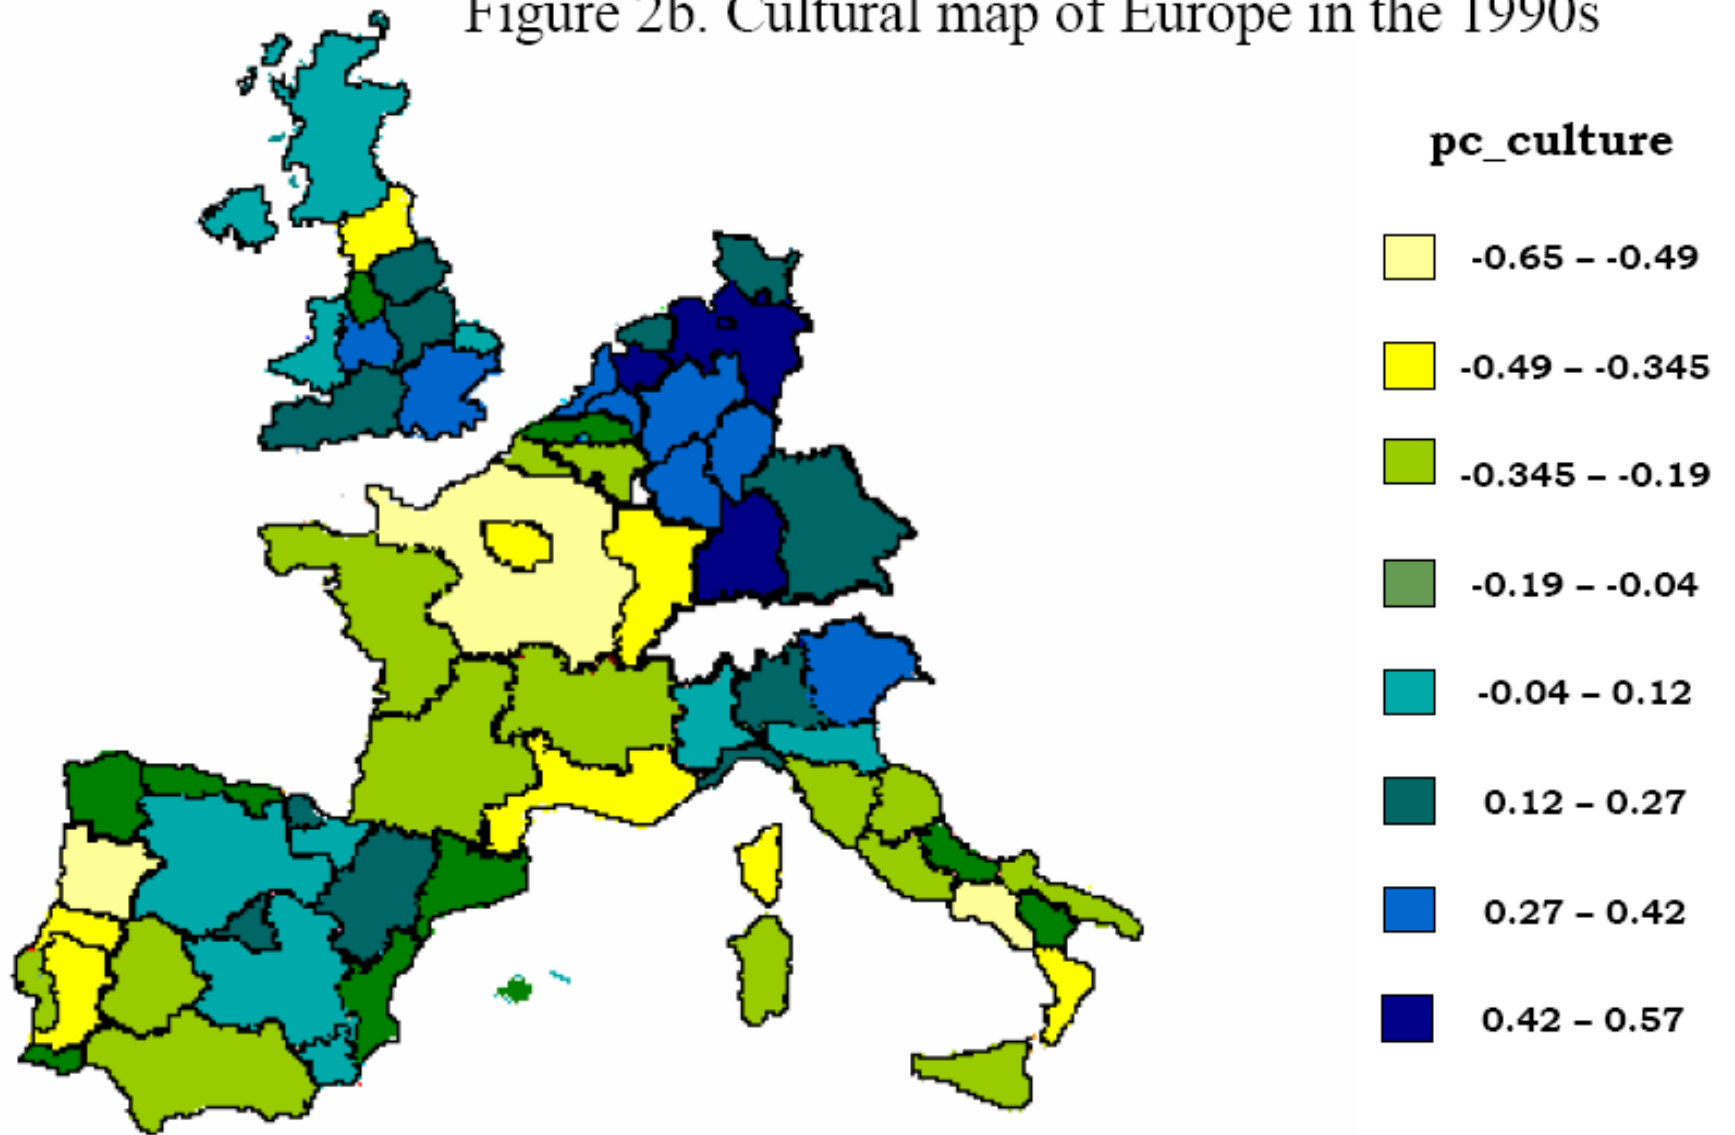 Figure 2b. Cultural map of Europe in the 1990s
pc_culture
-0.65 – -0.49
-0.49 – -0.345
-0.345 – -0.19
-0.19 – -0.04
-0.04 – 0.12
0.12 – 0.27
0.27 – 0.42
0.42 – 0.57